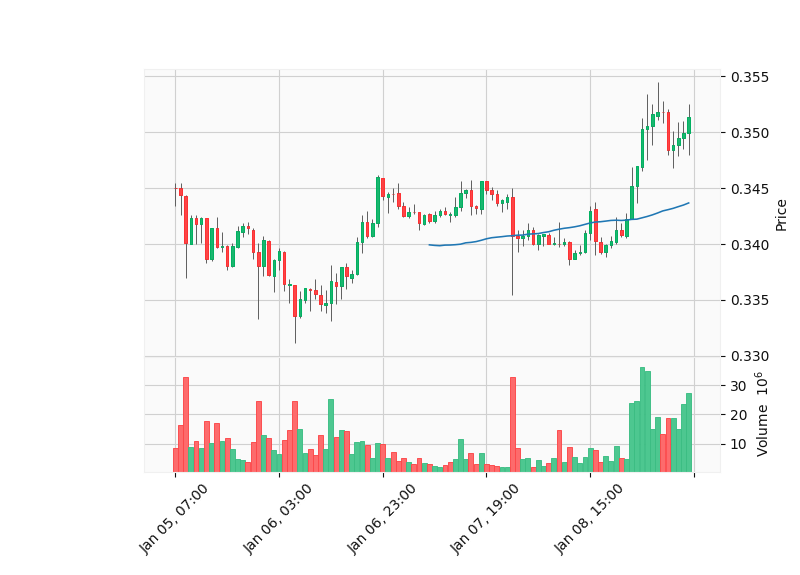 0.355
0.350
0.345
0.340
0.335
0.330
Price
30
20
10
Volume 10^6
Jan 05, 07:00
Jan 06, 03:00
Jan 06, 23:00
Jan 07, 19:00
Jan 08, 15:00